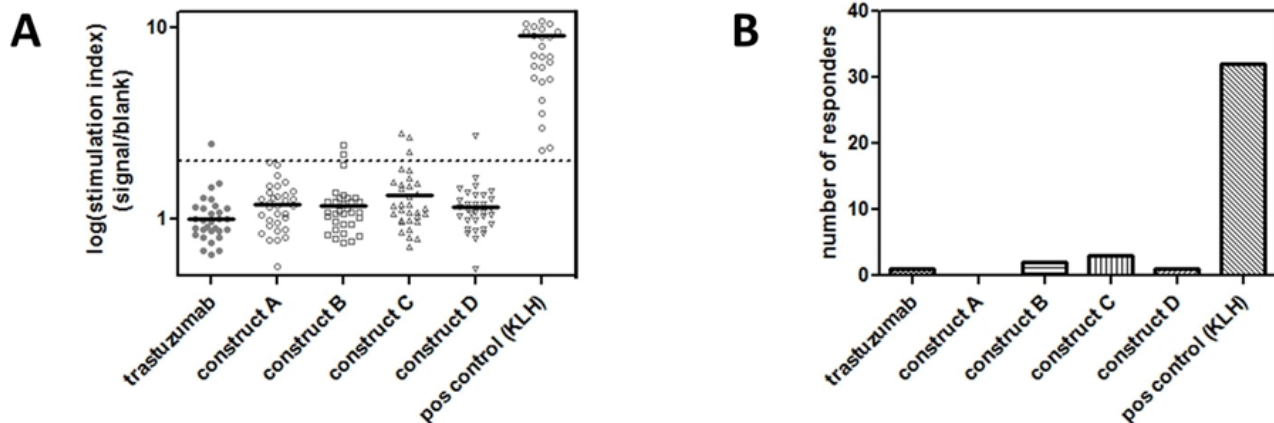 A
log(stimulation index)
(signal/blank)
10
1
trastuzumab
construct A
construct B
construct C
construct D
pos control (KLH)
B
number of responders
40
30
20
10
0
trastuzumab
construct A
construct B
construct C
construct D
pos control (KLH)